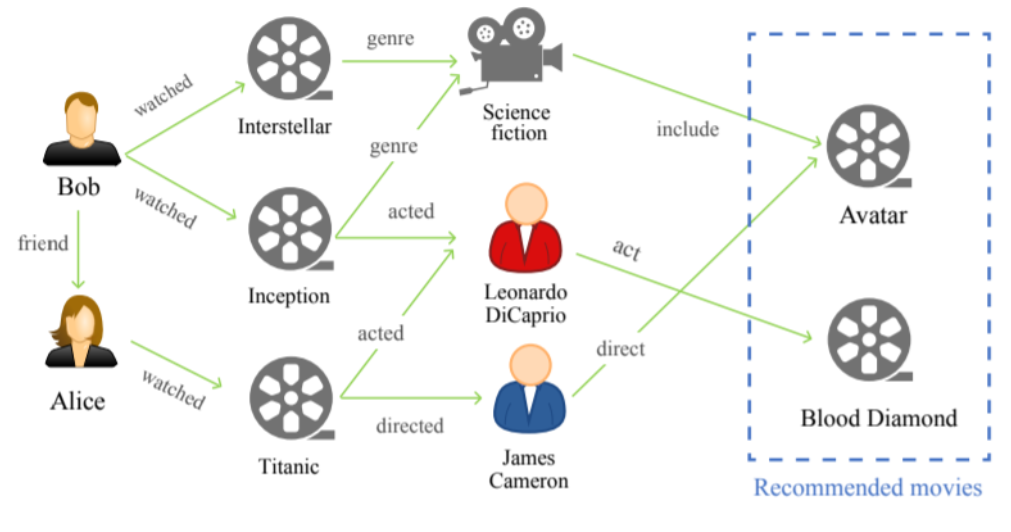 genre
watched
Interstellar
Science
fiction
include
Bob
genre
watched
acted
Avatar
friend
act
Inception
Leonardo
DiCaprio
acted
direct
watched
Alice
directed
Blood Diamond
Titanic
James
Cameron
Recommended movies